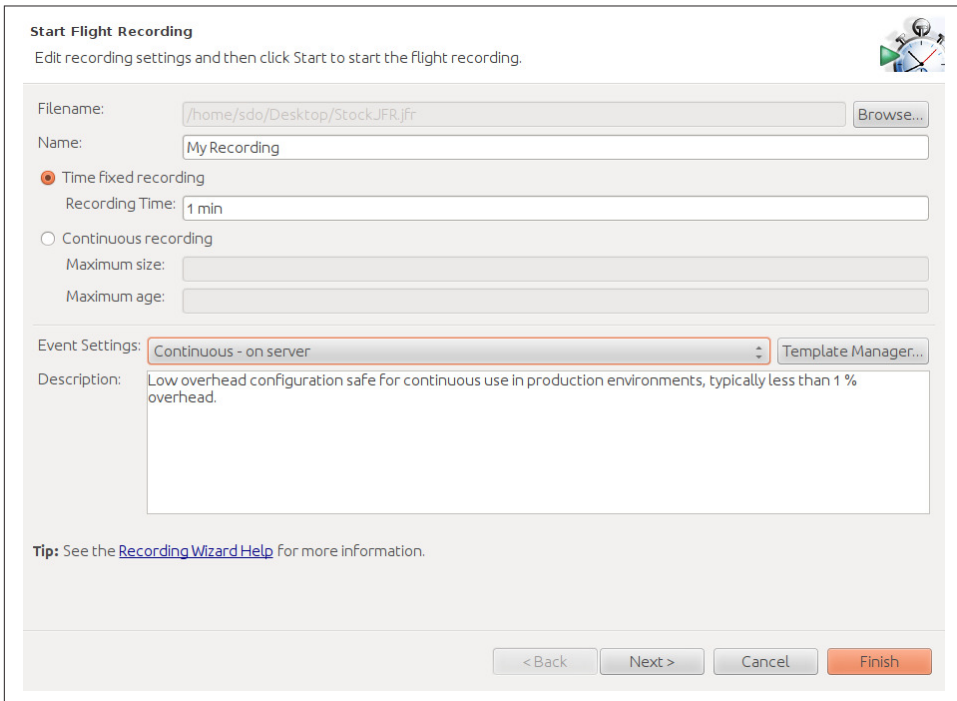 Start Flight Recording
Edit recording settings and then click Start to start the flight recording.
Filename: /home/sdo/Desktop/StockJFR.jfr Browse...
Name: My Recording
Time fixed recording
Recording Time: 1 min
Continuous recording
Maximum size:
Maximum age:
Event Settings: Continuous - on server Template Manager...
Description: Low overhead configuration safe for continuous use in production environments, typically less than 1 %
overhead.
Tip: See the Recording Wizard Help for more information.
< Back Next > Cancel Finish